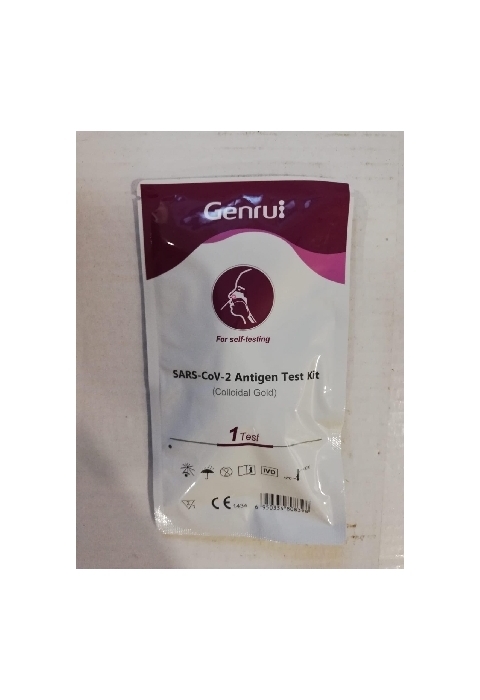 Genrui
For self-testing
SARS-CoV-2 Antigen Test Kit
(Colloidal Gold)
1 Test
IVD
CE